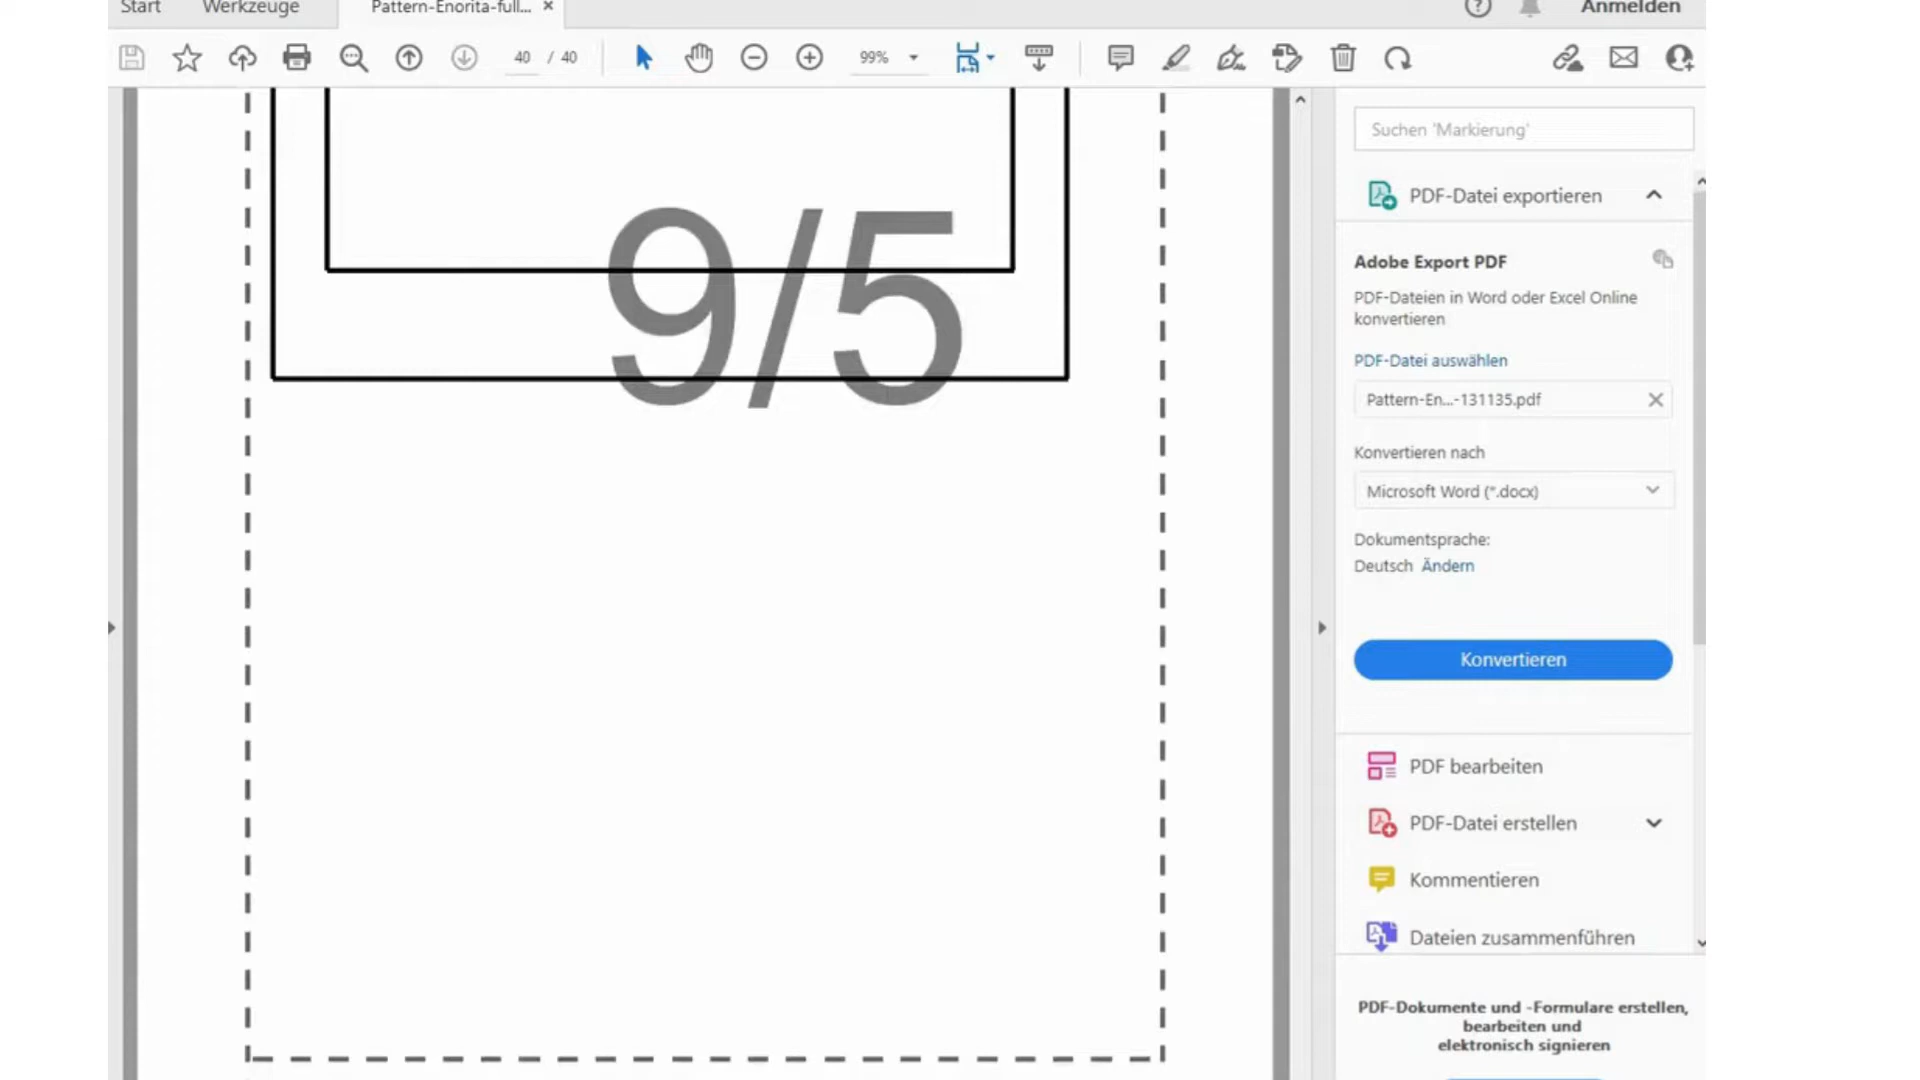 Start Werkzeuge Pattern-Enorita-full... Anmelden
40 / 40 99%
9/5
Suchen 'Markierung'
PDF-Datei exportieren
Adobe Export PDF
PDF-Dateien in Word oder Excel Online
konvertieren
PDF-Datei auswählen
Pattern-En...-131135.pdf
Konvertieren nach
Microsoft Word (*.docx)
Dokumentsprache:
Deutsch Ändern
Konvertieren
PDF bearbeiten
PDF-Datei erstellen
Kommentieren
Dateien zusammenführen
PDF-Dokumente und -Formulare erstellen,
bearbeiten und
elektronisch signieren